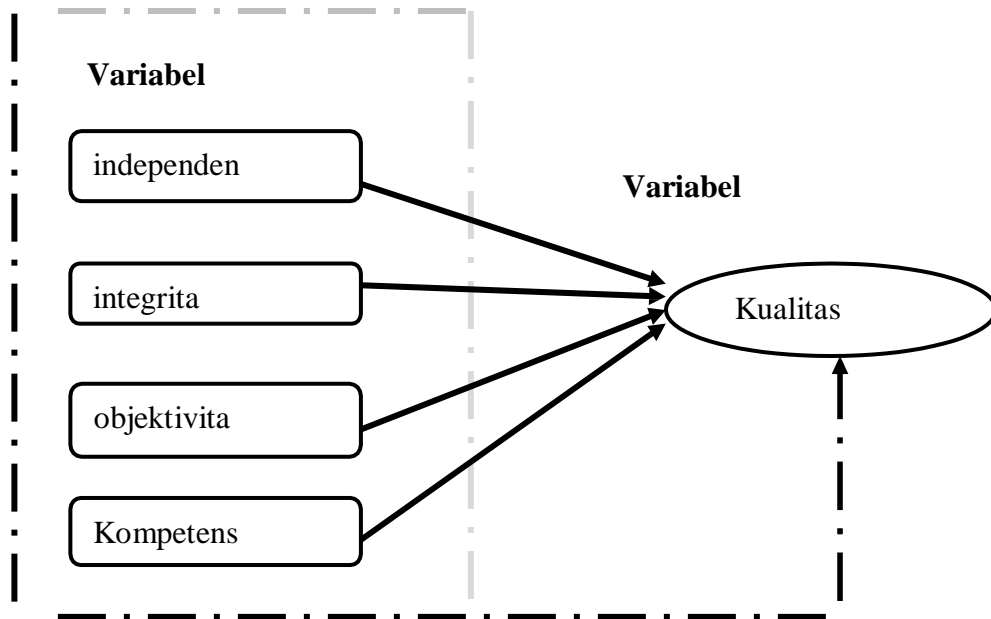 Variabel
independen
integrita
objektivita
Kompetens
Variabel
Kualitas